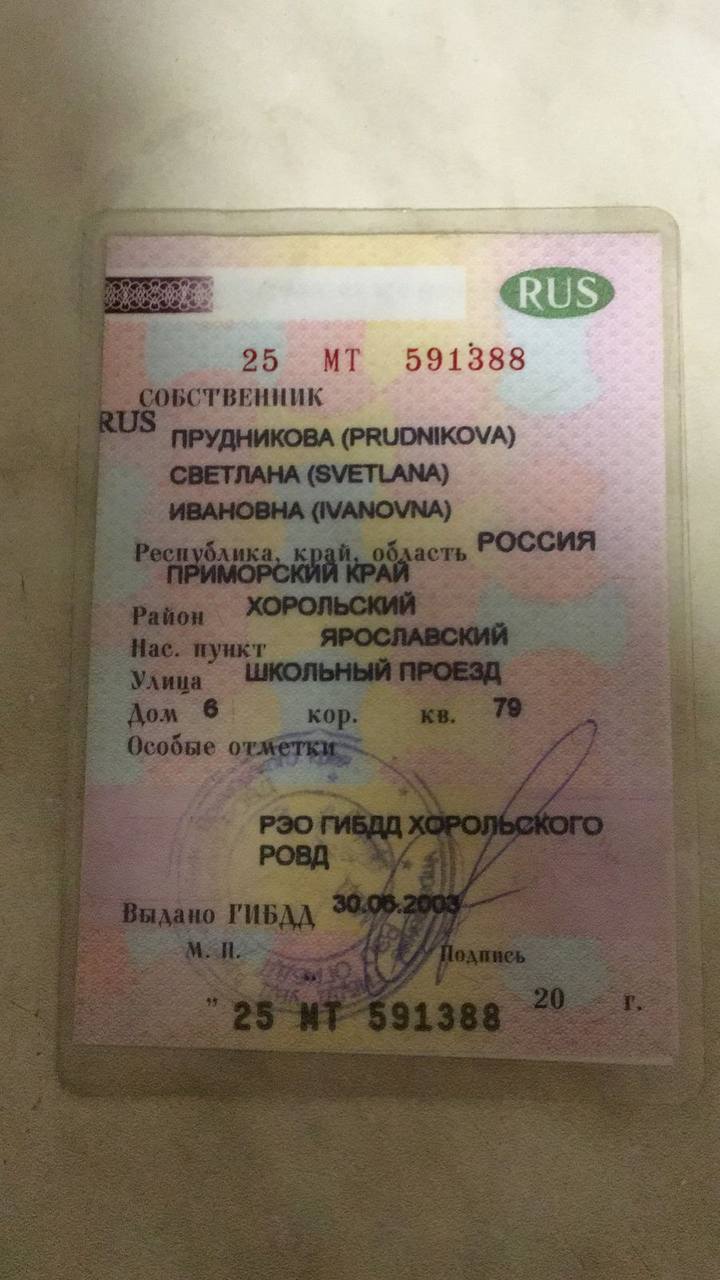 RUS
25 МТ 591388
СОБСТВЕННИК
RUS
ПРУДНИКОВА (PRUDNIKOVA)
СВЕТЛАНА (SVETLANA)
ИВАНОВНА (IVANOVNA)
Республика, край, область РОССИЯ
ПРИМОРСКИЙ КРАЙ
Район ХОРОЛЬСКИЙ
Нас. пункт ЯРОСЛАВСКИЙ
Улица ШКОЛЬНЫЙ ПРОЕЗД
Дом 6 кор. кв. 79
Особые отметки
РЭО ГИБДД ХОРОЛЬСКОГО
РОВД
Выдано ГИБДД 30.06.2003
М. П. Подпись
" " 20 г.
25 МТ 591388